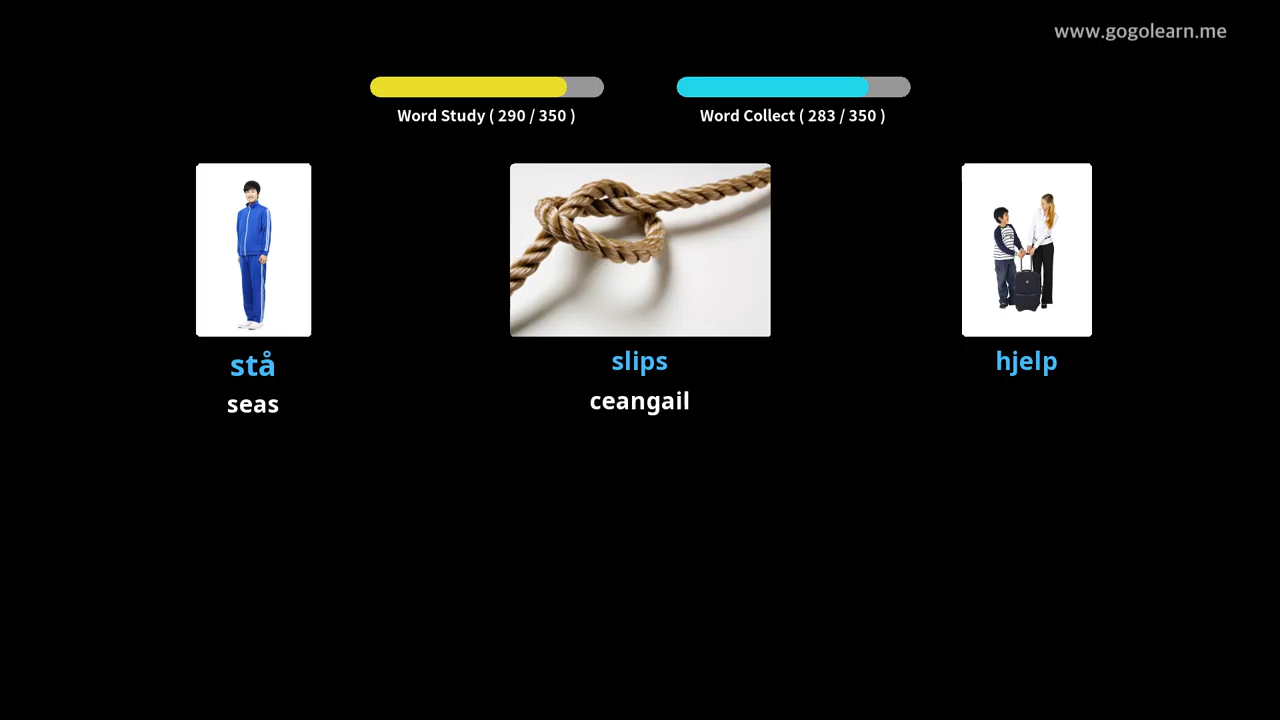 www.gogolearn.me
Word Study ( 290 / 350 )
Word Collect ( 283 / 350 )
stå
slips
hjelp
seas
ceangail